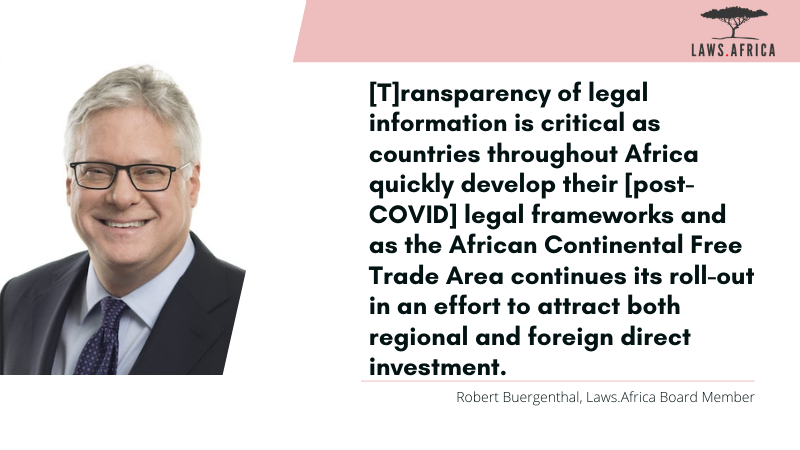 LAWS.AFRICA
[T]ransparency of legal
information is critical as
countries throughout Africa
quickly develop their [post-
COVID] legal frameworks and
as the African Continental Free
Trade Area continues its roll-out
in an effort to attract both
regional and foreign direct
investment.
Robert Buergenthal, Laws.Africa Board Member